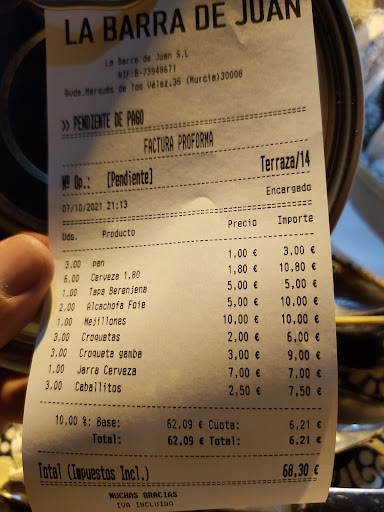 LA BARRA DE JUAN
La Barra de Juan S.L
NIF:B-73949671
Avda.Marqués de los Vélez,36 (Murcia)30008
>> PENDIENTE DE PAGO
FACTURA PROFORMA
Nº Op.: [Pendiente] Terraza/14
07/10/2021 21:13 Encargado
Uds. Producto Precio Importe
3.00 pan 1,00 € 3,00 €
6.00 Cerveza 1,80 1,80 € 10,80 €
1.00 Tapa Berenjena 5,00 € 5,00 €
2.00 Alcachofa Foie 5,00 € 10,00 €
1.00 Mejillones 10,00 € 10,00 €
3.00 Croquetas 2,00 € 6,00 €
3.00 Croqueta gamba 3,00 € 9,00 €
1.00 Jarra Cerveza 7,00 € 7,00 €
3.00 Caballitos 2,50 € 7,50 €
10,00 %: Base: 62,09 € Cuota: 6,21 €
Total: 62,09 € Total: 6,21 €
Total (Impuestos Incl.) 68,30 €
MUCHAS GRACIAS
IVA INCLUIDO